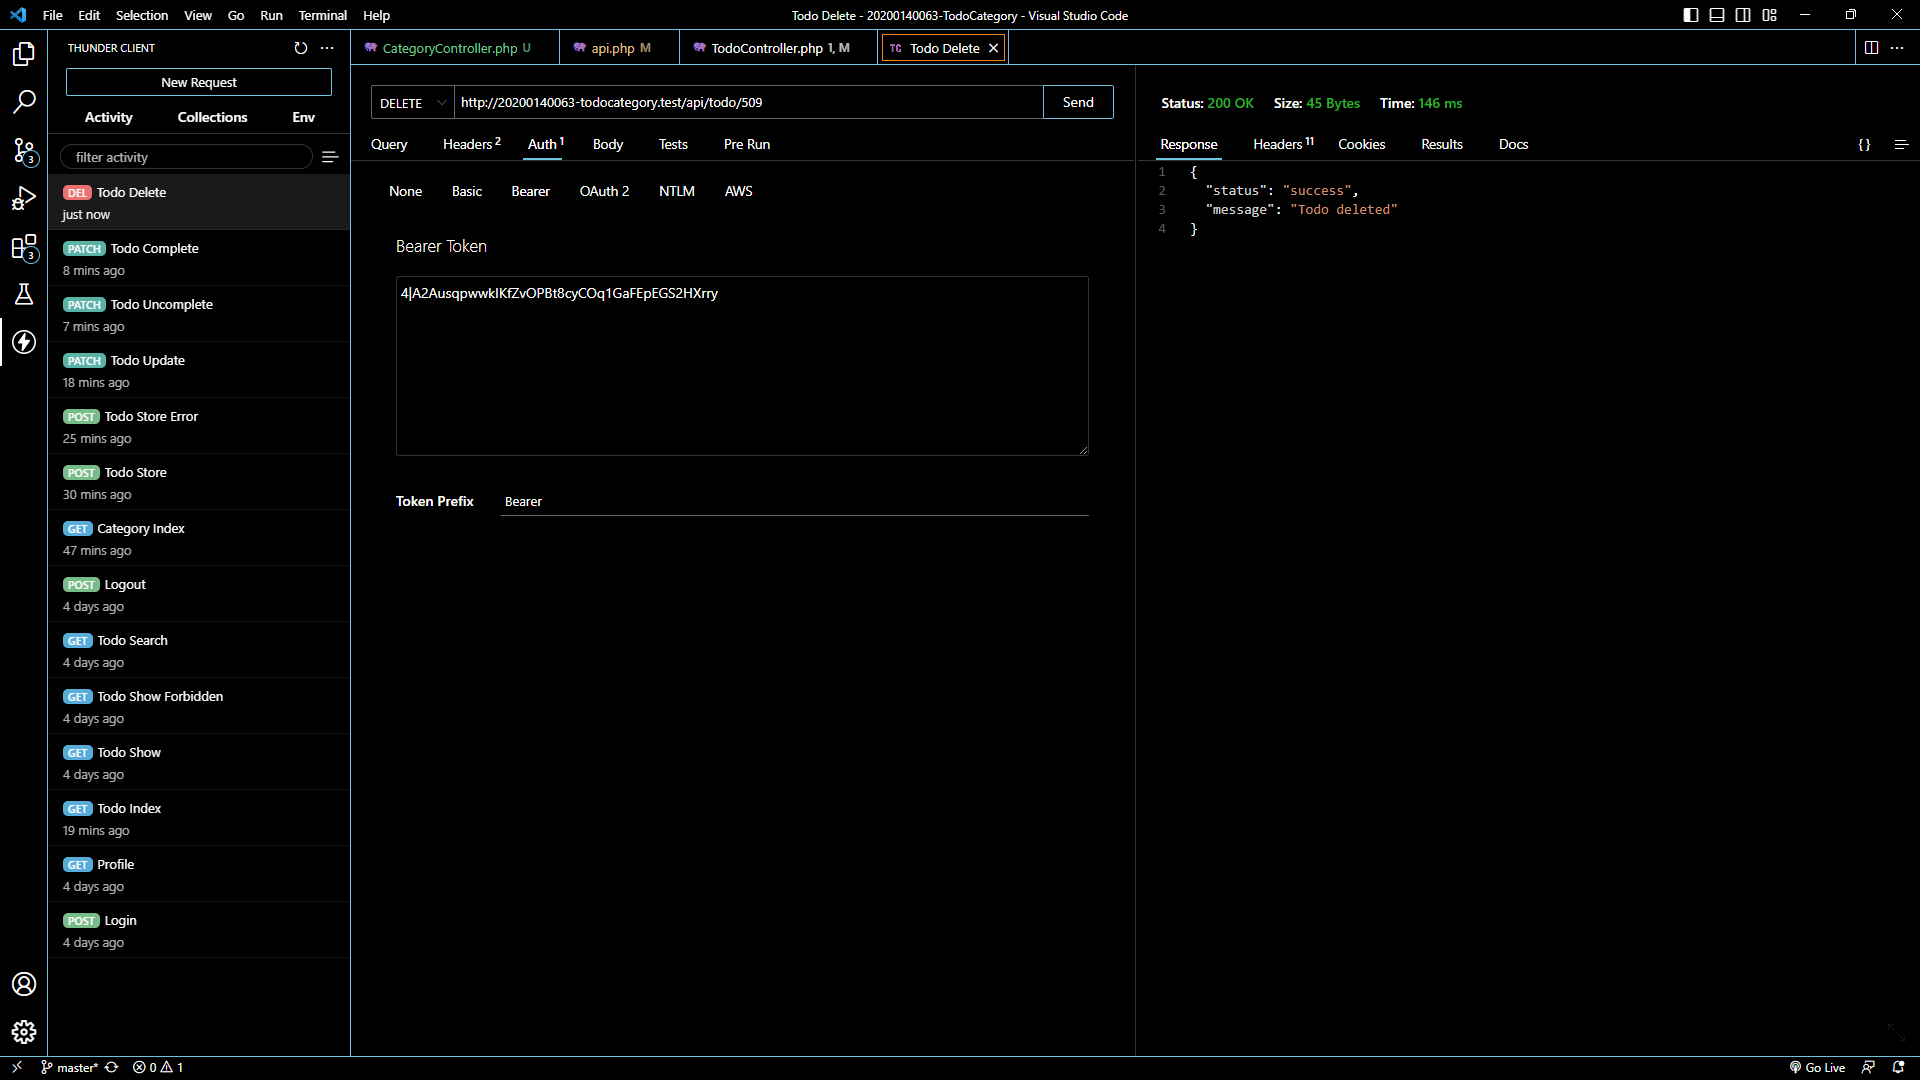 File Edit Selection View Go Run Terminal Help
Todo Delete - 20200140063-TodoCategory - Visual Studio Code
THUNDER CLIENT
New Request
Activity Collections Env
filter activity
DEL Todo Delete
just now
PATCH Todo Complete
8 mins ago
PATCH Todo Uncomplete
7 mins ago
PATCH Todo Update
18 mins ago
POST Todo Store Error
25 mins ago
POST Todo Store
30 mins ago
GET Category Index
47 mins ago
POST Logout
4 days ago
GET Todo Search
4 days ago
GET Todo Show Forbidden
4 days ago
GET Todo Show
4 days ago
GET Todo Index
19 mins ago
GET Profile
4 days ago
POST Login
4 days ago
3
3
CategoryController.php U
api.php M
TodoController.php 1, M
TC Todo Delete
DELETE http://20200140063-todocategory.test/api/todo/509 Send
Query Headers 2 Auth 1 Body Tests Pre Run
None Basic Bearer OAuth 2 NTLM AWS
Bearer Token
4|A2AusqpwwkIKfZvOPBt8cyCOq1GaFEpEGS2HXrry
Token Prefix Bearer
Status: 200 OK Size: 45 Bytes Time: 146 ms
Response Headers 11 Cookies Results Docs {}
1 {
2 "status": "success",
3 "message": "Todo deleted"
4 }
master* 0 1
Go Live